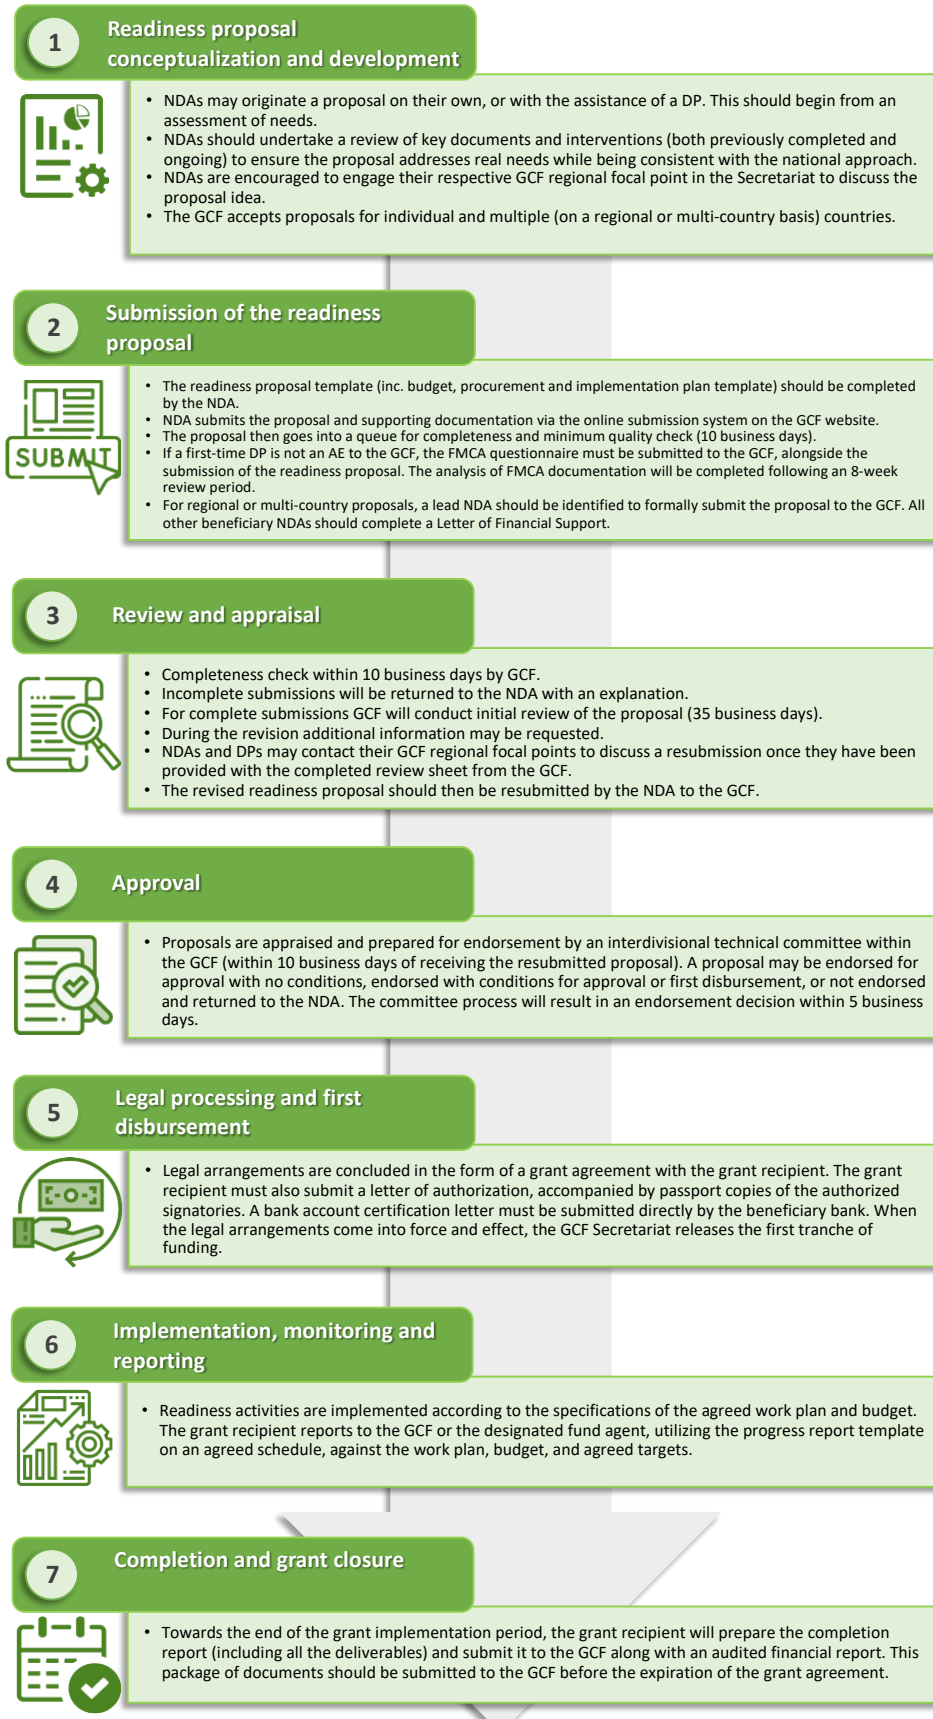 1
Readiness proposal
conceptualization and development
• NDAs may originate a proposal on their own, or with the assistance of a DP. This should begin from an
assessment of needs.
• NDAs should undertake a review of key documents and interventions (both previously completed and
ongoing) to ensure the proposal addresses real needs while being consistent with the national approach.
• NDAs are encouraged to engage their respective GCF regional focal point in the Secretariat to discuss the
proposal idea.
• The GCF accepts proposals for individual and multiple (on a regional or multi-country basis) countries.
2
Submission of the readiness
proposal
SUBMIT
• The readiness proposal template (inc. budget, procurement and implementation plan template) should be completed
by the NDA.
• NDA submits the proposal and supporting documentation via the online submission system on the GCF website.
• The proposal then goes into a queue for completeness and minimum quality check (10 business days).
• If a first-time DP is not an AE to the GCF, the FMCA questionnaire must be submitted to the GCF, alongside the
submission of the readiness proposal. The analysis of FMCA documentation will be completed following an 8-week
review period.
• For regional or multi-country proposals, a lead NDA should be identified to formally submit the proposal to the GCF. All
other beneficiary NDAs should complete a Letter of Financial Support.
3
Review and appraisal
• Completeness check within 10 business days by GCF.
• Incomplete submissions will be returned to the NDA with an explanation.
• For complete submissions GCF will conduct initial review of the proposal (35 business days).
• During the revision additional information may be requested.
• NDAs and DPs may contact their GCF regional focal points to discuss a resubmission once they have been
provided with the completed review sheet from the GCF.
• The revised readiness proposal should then be resubmitted by the NDA to the GCF.
4
Approval
• Proposals are appraised and prepared for endorsement by an interdivisional technical committee within
the GCF (within 10 business days of receiving the resubmitted proposal). A proposal may be endorsed for
approval with no conditions, endorsed with conditions for approval or first disbursement, or not endorsed
and returned to the NDA. The committee process will result in an endorsement decision within 5 business
days.
5
Legal processing and first
disbursement
• Legal arrangements are concluded in the form of a grant agreement with the grant recipient. The grant
recipient must also submit a letter of authorization, accompanied by passport copies of the authorized
signatories. A bank account certification letter must be submitted directly by the beneficiary bank. When
the legal arrangements come into force and effect, the GCF Secretariat releases the first tranche of
funding.
6
Implementation, monitoring and
reporting
• Readiness activities are implemented according to the specifications of the agreed work plan and budget.
The grant recipient reports to the GCF or the designated fund agent, utilizing the progress report template
on an agreed schedule, against the work plan, budget, and agreed targets.
7
Completion and grant closure
• Towards the end of the grant implementation period, the grant recipient will prepare the completion
report (including all the deliverables) and submit it to the GCF along with an audited financial report. This
package of documents should be submitted to the GCF before the expiration of the grant agreement.